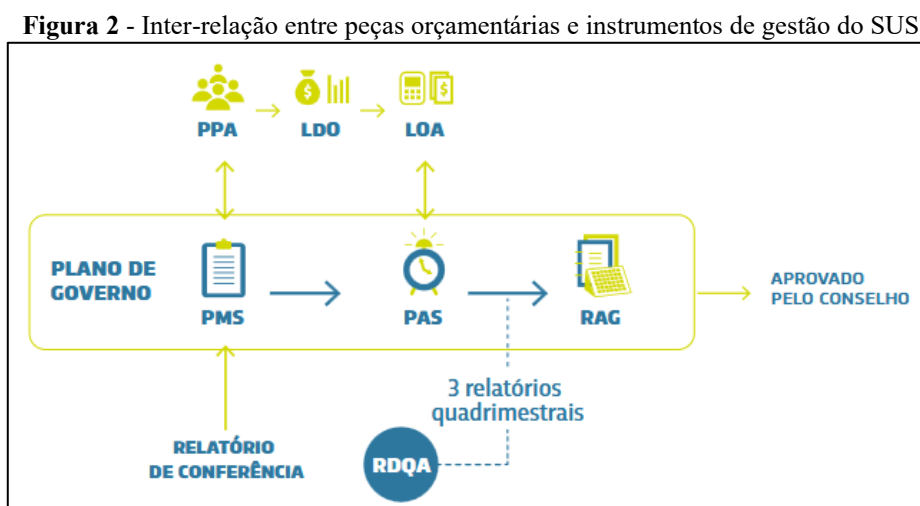 Figura 2 - Inter-relação entre peças orçamentárias e instrumentos de gestão do SUS
PPA
LDO
LOA
PLANO DE
GOVERNO
PMS
PAS
RAG
APROVADO
PELO CONSELHO
3 relatórios
quadrimestrais
RELATÓRIO
DE CONFERÊNCIA
RDQA